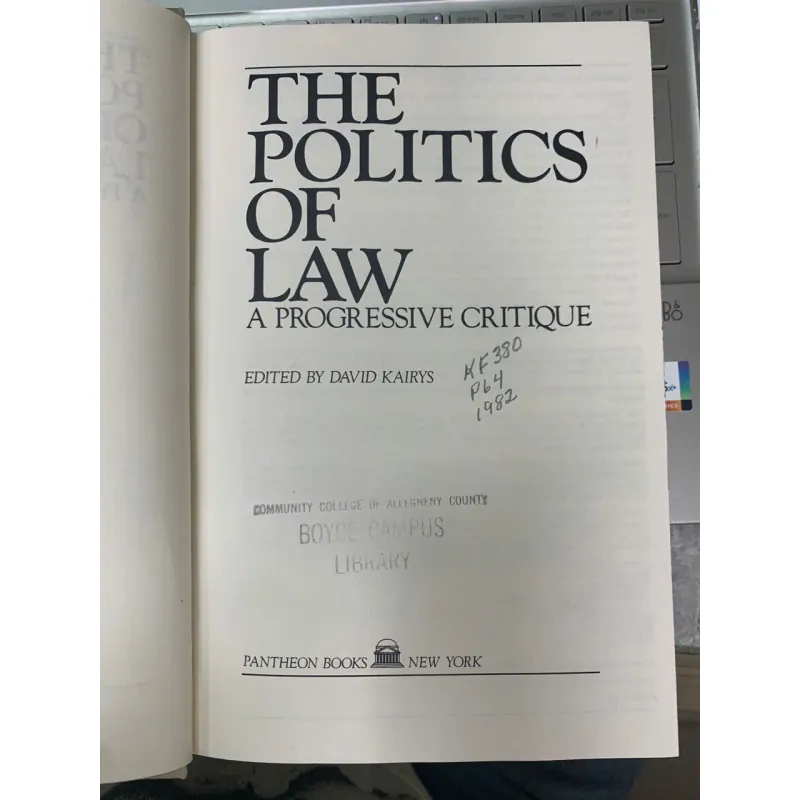 THE
POLITICS
OF
LAW
A PROGRESSIVE CRITIQUE
EDITED BY DAVID KAIRYS
KF380
P64
1982
COMMUNITY COLLEGE OF ALLEGHENY COUNTY
BOYCE CAMPUS
LIBRARY
PANTHEON BOOKS NEW YORK